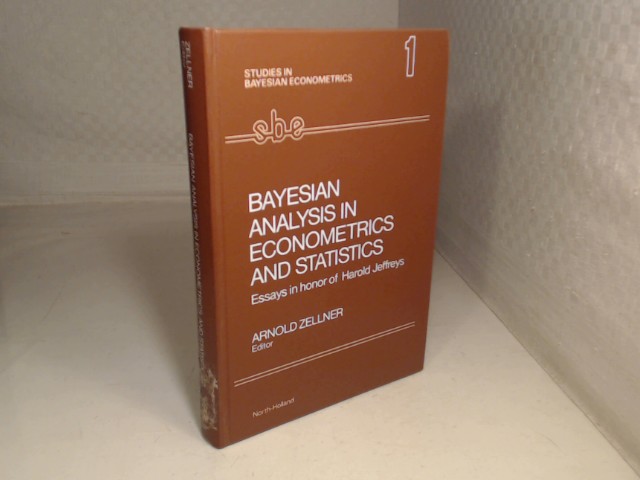 STUDIES IN
BAYESIAN ECONOMETRICS
1
sbe
BAYESIAN
ANALYSIS IN
ECONOMETRICS
AND STATISTICS
Essays in honor of Harold Jeffreys
ARNOLD ZELLNER
Editor
North-Holland
ZELLNER
BAYESIAN ANALYSIS IN ECONOMETRICS AND STATIS